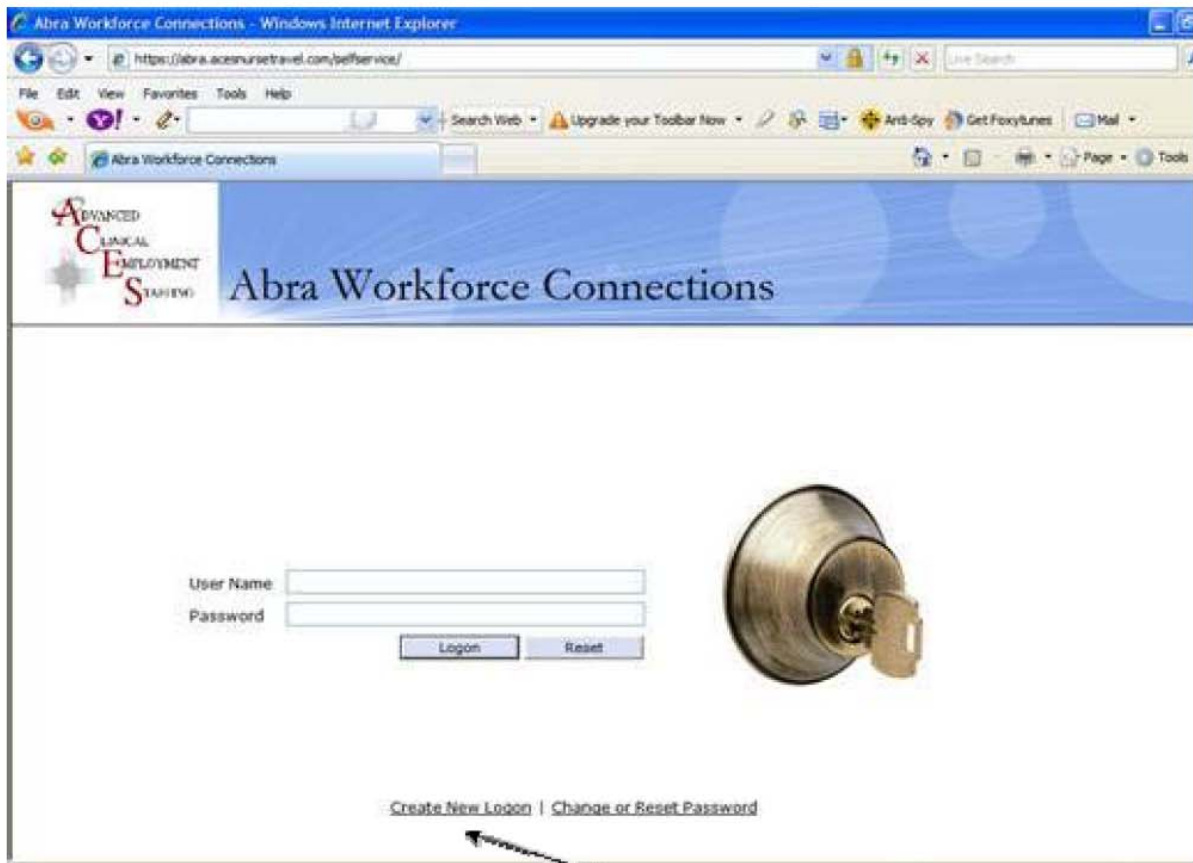 Abra Workforce Connections - Windows Internet Explorer
https://abra.acesnursetravel.com/selfservice/
Live Search
File Edit View Favorites Tools Help
Search Web Upgrade your Toolbar Now Anti-Spy Get Foxytunes Mail
Abra Workforce Connections
Page Tools
ADVANCED
CLINICAL
EMPLOYMENT
STAFFING
Abra Workforce Connections
User Name
Password
Logon Reset
Create New Logon | Change or Reset Password